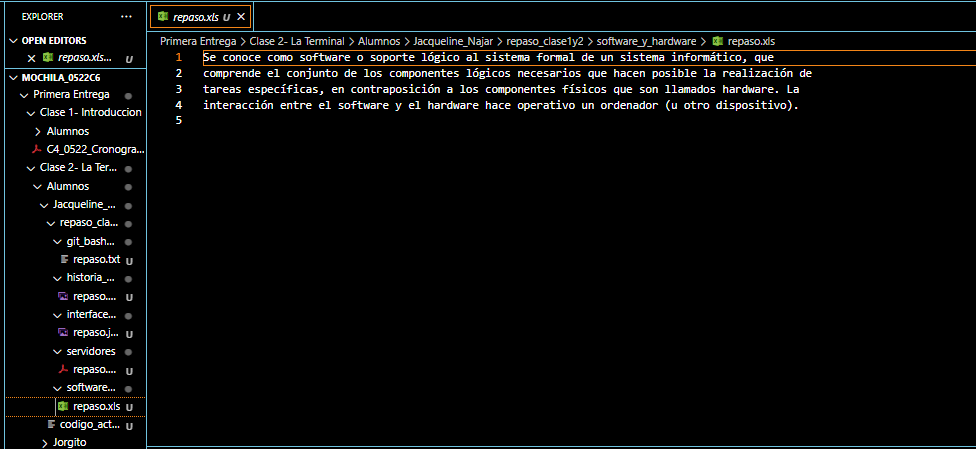 EXPLORER ...
repaso.xls U
OPEN EDITORS
repaso.xls... U
MOCHILA_0522C6
Primera Entrega
Clase 1- Introduccion
Alumnos
C4_0522_Cronogra...
Clase 2- La Ter...
Alumnos
Jacqueline_...
repaso_cla...
git_bash...
repaso.txt U
historia_...
repaso.... U
interface...
repaso.j... U
servidores
repaso.... U
software...
repaso.xls U
codigo_act... U
Jorgito
Primera Entrega > Clase 2- La Terminal > Alumnos > Jacqueline_Najar > repaso_clase1y2 > software_y_hardware > repaso.xls
1 Se conoce como software o soporte lógico al sistema formal de un sistema informático, que
2 comprende el conjunto de los componentes lógicos necesarios que hacen posible la realización de
3 tareas específicas, en contraposición a los componentes físicos que son llamados hardware. La
4 interacción entre el software y el hardware hace operativo un ordenador (u otro dispositivo).
5